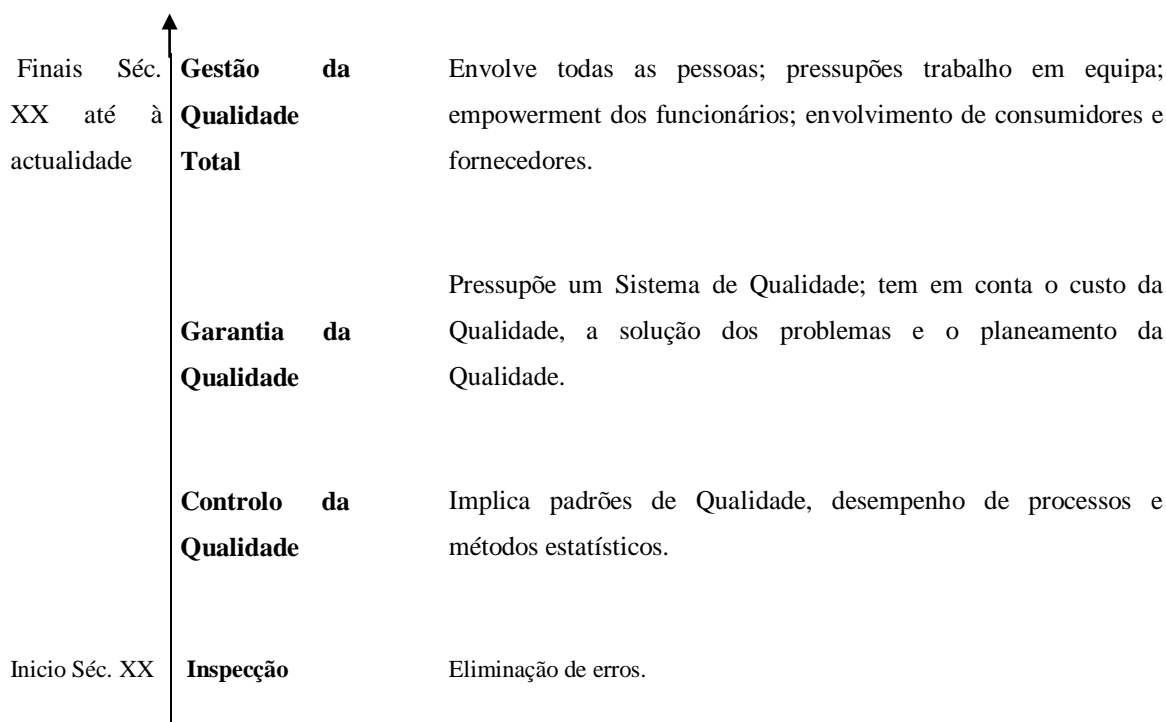 Finais Séc. XX até à actualidade
Gestão da Qualidade Total
Envolve todas as pessoas; pressupões trabalho em equipa;
empowerment dos funcionários; envolvimento de consumidores e
fornecedores.
Garantia da Qualidade
Pressupõe um Sistema de Qualidade; tem em conta o custo da
Qualidade, a solução dos problemas e o planeamento da
Qualidade.
Controlo da Qualidade
Implica padrões de Qualidade, desempenho de processos e
métodos estatísticos.
Inicio Séc. XX
Inspecção
Eliminação de erros.